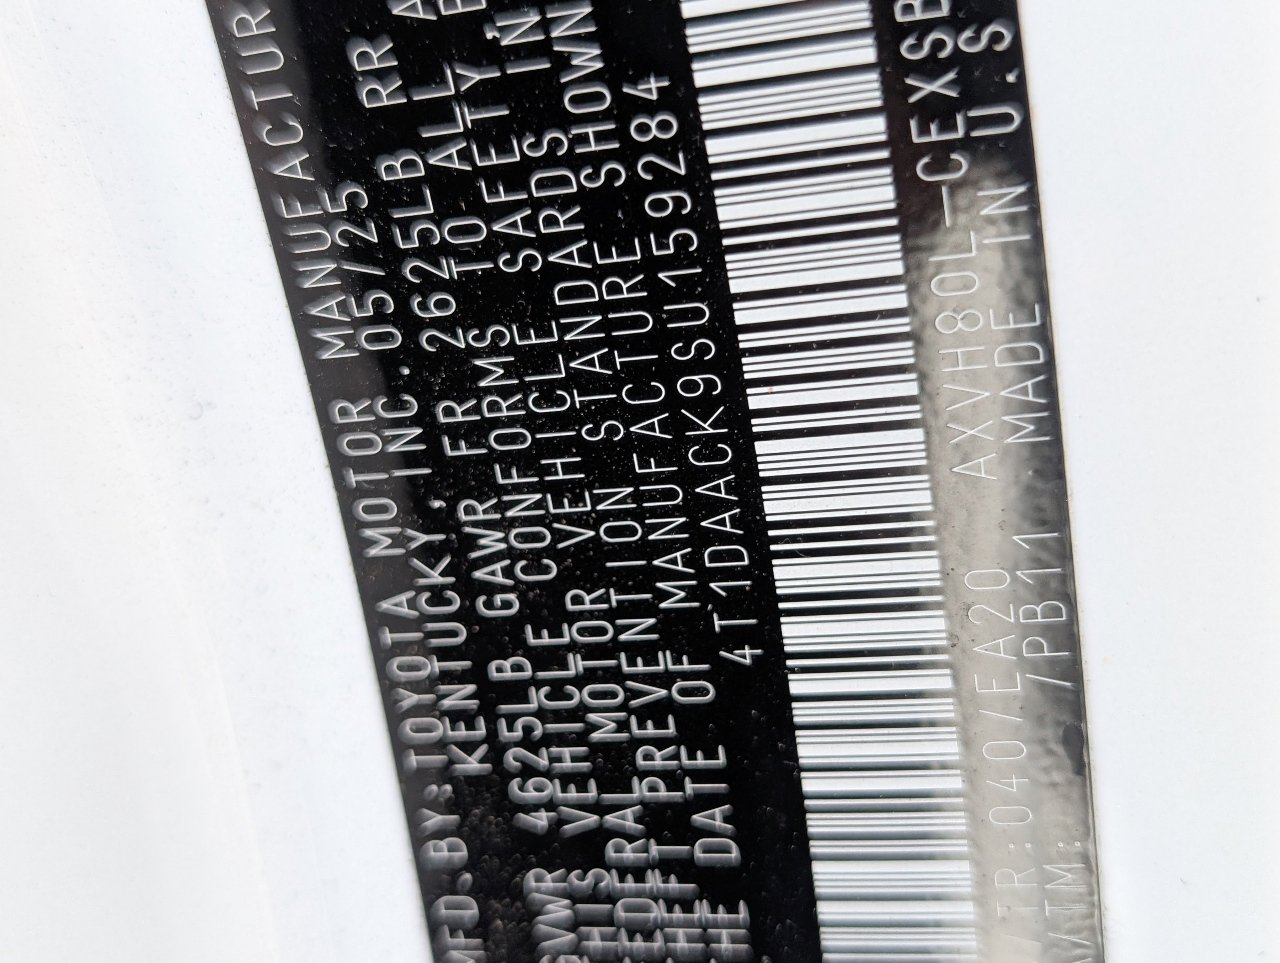 MFD. BY: TOYOTA MOTOR MANUFACTUR
KENTUCKY, INC. 05/25
GVWR 4625LB GAWR FR 2625LB RR
THIS VEHICLE CONFORMS TO ALL
FEDERAL MOTOR VEHICLE SAFETY
THEFT PREVENTION STANDARDS IN
THE DATE OF MANUFACTURE SHOWN
4T1DAACK9SU159284
/TR:040/EA20 AXVH80L-CEXSB
A/TM: /PB11 MADE IN U.S